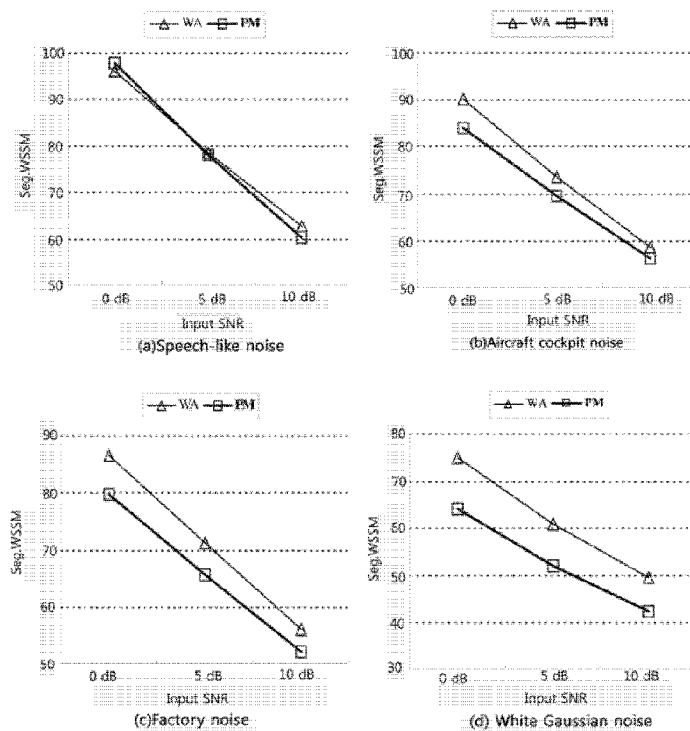 WA PM
100
90
80
70
60
50
Seg.WSSM
0 dB 5 dB 10 dB
Input SNR
(a)Speech-like noise
WA PM
100
90
80
70
60
50
Seg.WSSM
0 dB 5 dB 10 dB
Input SNR
(b)Aircraft cockpit noise
WA PM
90
80
70
60
50
Seg.WSSM
0 dB 5 dB 10 dB
Input SNR
(c)Factory noise
WA PM
80
70
60
50
40
30
Seg.WSSM
0 dB 5 dB 10 dB
Input SNR
(d) White Gaussian noise